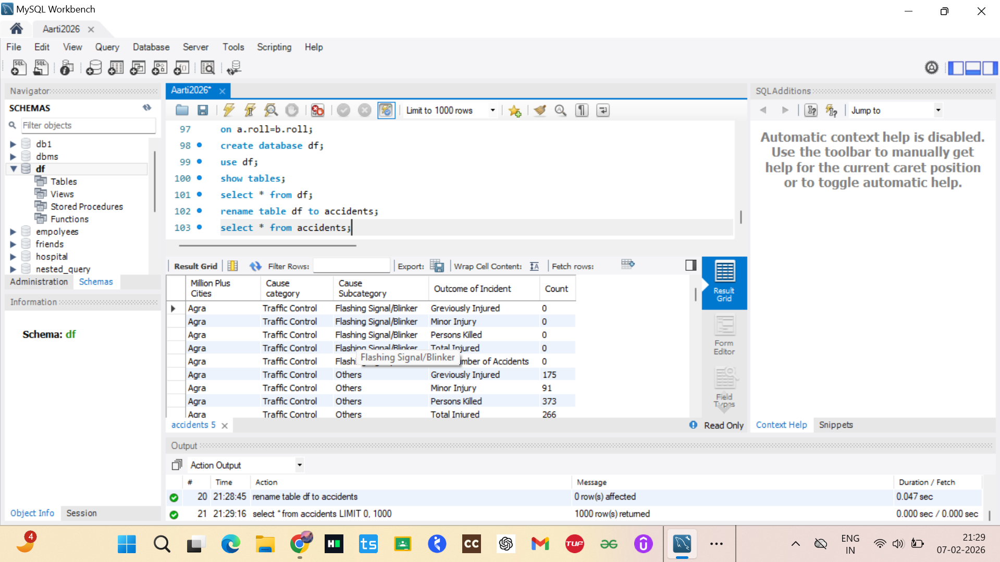 MySQL Workbench
Aarti2026
File Edit View Query Database Server Tools Scripting Help
Navigator
SCHEMAS
Filter objects
db1
dbms
df
Tables
Views
Stored Procedures
Functions
empolyees
friends
hospital
nested_query
Administration Schemas
Information
Schema: df
Object Info Session
Aarti2026*
Limit to 1000 rows
97 on a.roll=b.roll;
98 create database df;
99 use df;
100 show tables;
101 select * from df;
102 rename table df to accidents;
103 select * from accidents;
Result Grid Filter Rows: Export: Wrap Cell Content: Fetch rows:
Million Plus Cities Cause category Cause Subcategory Outcome of Incident Count
Agra Traffic Control Flashing Signal/Blinker Greviously Injured 0
Agra Traffic Control Flashing Signal/Blinker Minor Injury 0
Agra Traffic Control Flashing Signal/Blinker Persons Killed 0
Agra Traffic Control Flashing Signal/Blinker Total Injured 0
Flashing Signal/Blinker
Agra Traffic Control Flashi mber of Accidents 0
Agra Traffic Control Others Greviously Injured 175
Agra Traffic Control Others Minor Injury 91
Agra Traffic Control Others Persons Killed 373
Agra Traffic Control Others Total Injured 266
Result Grid
Form Editor
Field Types
accidents 5
Read Only
SQLAdditions
Jump to
Automatic context help is disabled.
Use the toolbar to manually get
help for the current caret position
or to toggle automatic help.
Context Help Snippets
Output
Action Output
# Time Action Message Duration / Fetch
20 21:28:45 rename table df to accidents 0 row(s) affected 0.047 sec
21 21:29:16 select * from accidents LIMIT 0, 1000 1000 row(s) returned 0.000 sec / 0.000 sec
4
H
ts
CC
TUF
ENG
IN
21:29
07-02-2026